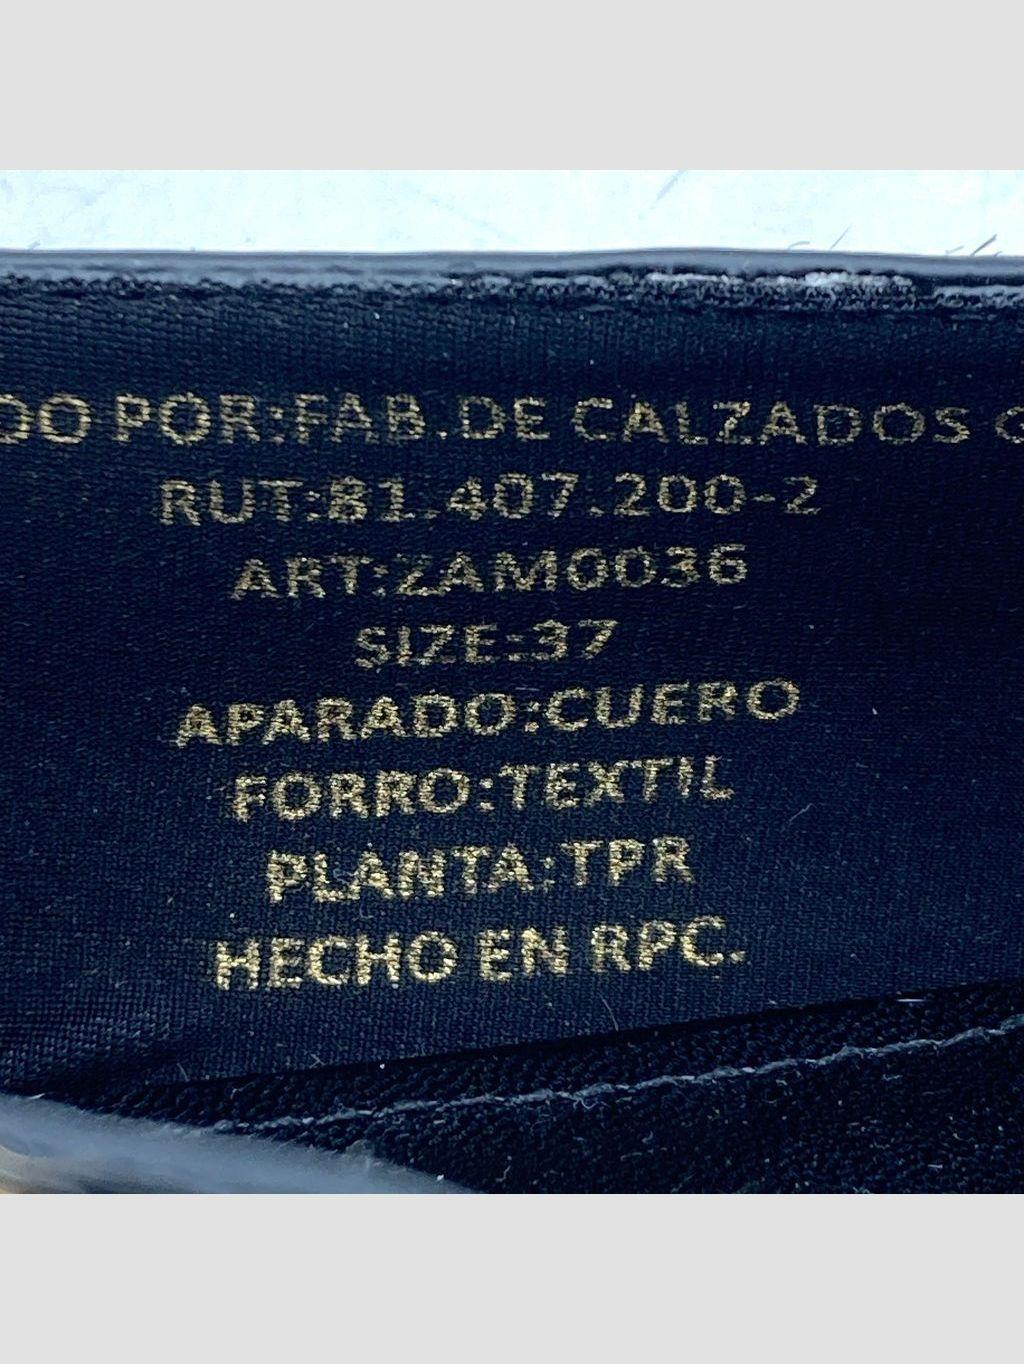 DO POR:FAB.DE CALZADOS G
RUT:81.407.200-2
ART:ZAM0036
SIZE:37
APARADO:CUERO
FORRO:TEXTIL
PLANTA:TPR
HECHO EN RPC.